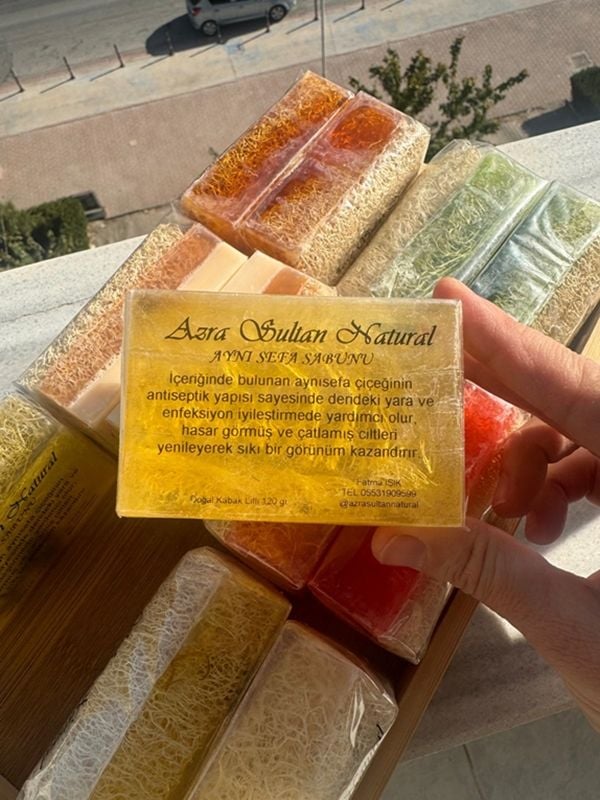 Azra Sultan Natural
AYNI SEFA SABUNU
İçeriğinde bulunan aynısefa çiçeğinin
antiseptik yapısı sayesinde derideki yara ve
enfeksiyon iyileştirmede yardımcı olur,
hasar görmüş ve çatlamış ciltleri
yenileyerek sıkı bir görünüm kazandırır.
Fatma IŞIK
Doğal Kabak Lifli 120 gr
TEL 05531909599
@azrasultannatural
Natural